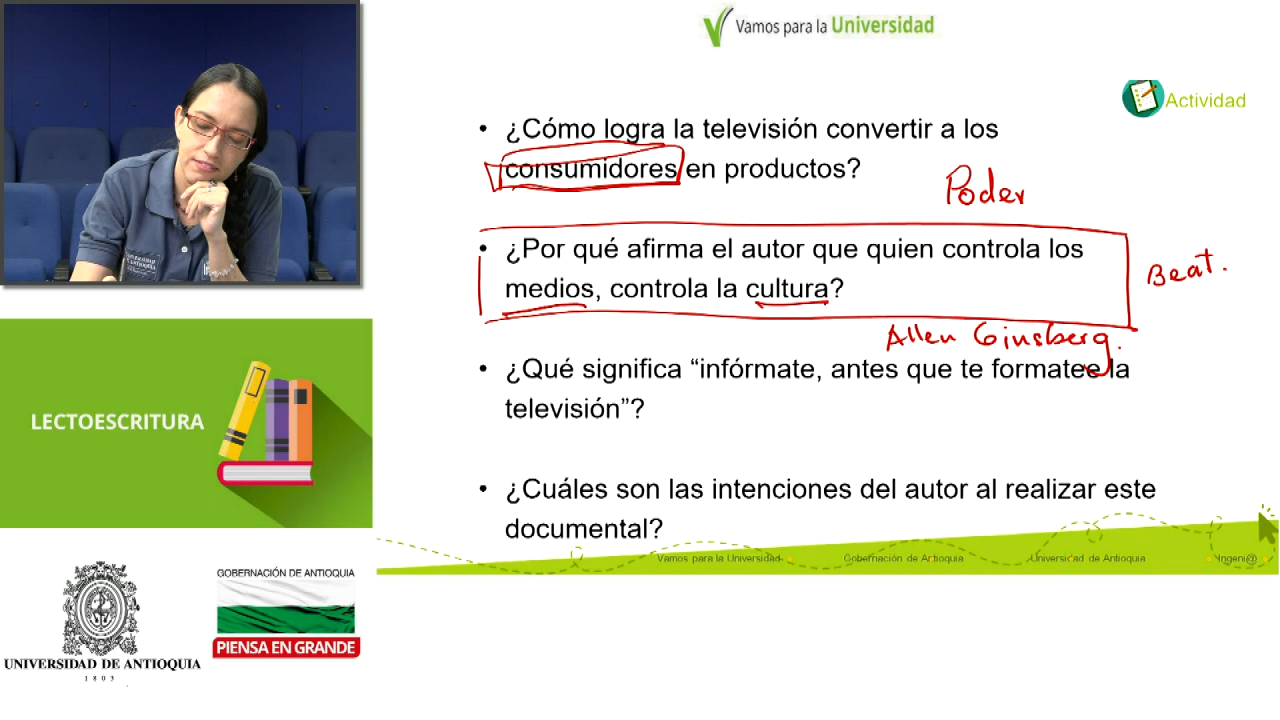 Vamos para la Universidad
Actividad
• ¿Cómo logra la televisión convertir a los
consumidores en productos?
Poder
• ¿Por qué afirma el autor que quien controla los
medios, controla la cultura?
Beat.
Allen Ginsberg.
• ¿Qué significa “infórmate, antes que te formatee la
televisión”?
• ¿Cuáles son las intenciones del autor al realizar este
documental?
Vamos para la Universidad
Gobernación de Antioquia
Universidad de Antioquia
Ingeni@
UNIVERSIDAD
DE ANTIOQUIA
LECTOESCRITURA
UNIVERSIDAD DE ANTIOQUIA
1803
GOBERNACIÓN DE ANTIOQUIA
PIENSA EN GRANDE